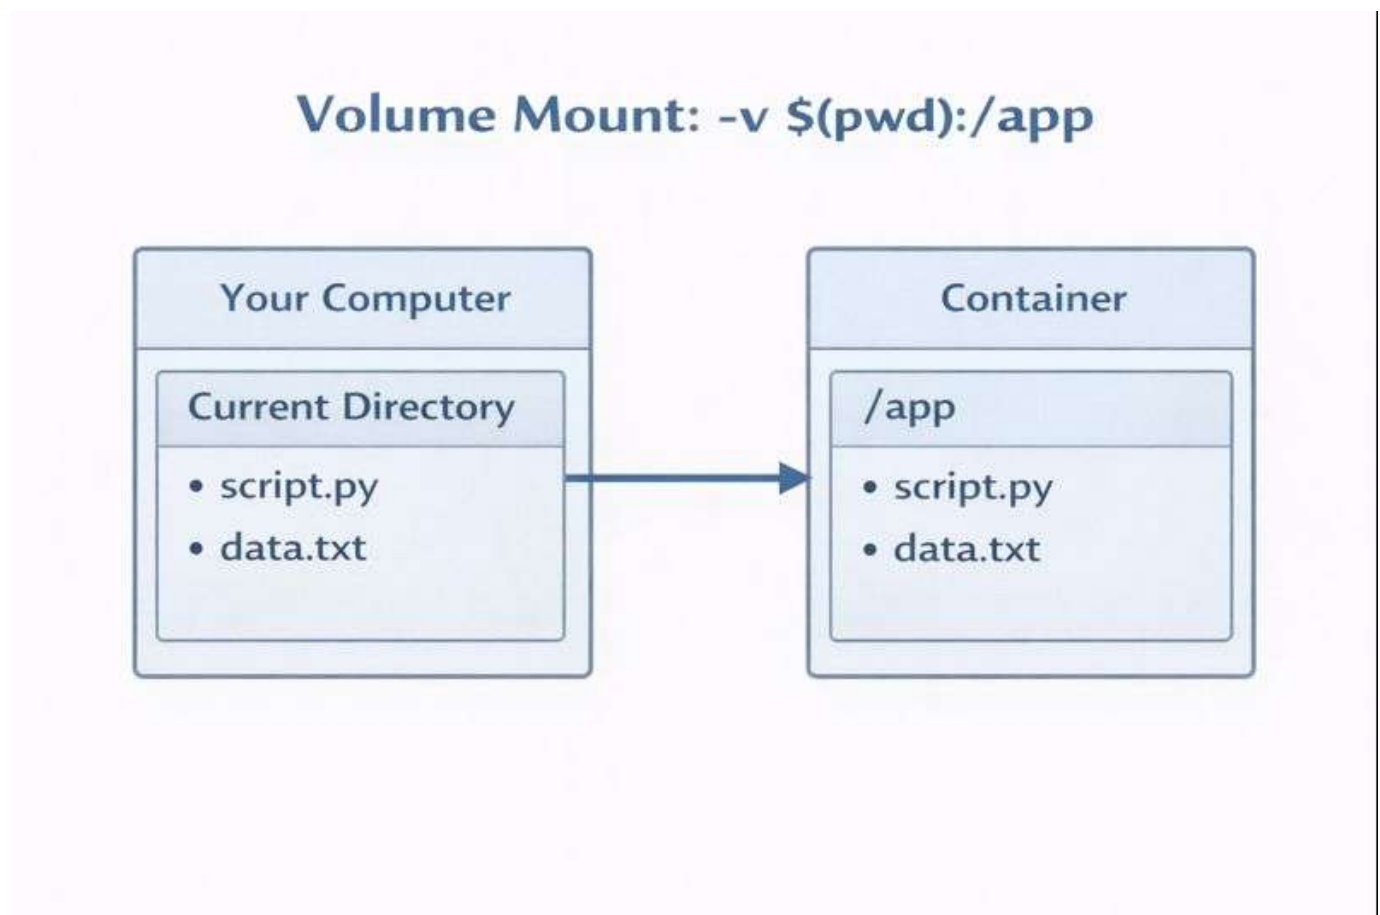 Volume Mount: -v $(pwd):/app
Your Computer
Current Directory
• script.py
• data.txt
Container
/app
• script.py
• data.txt